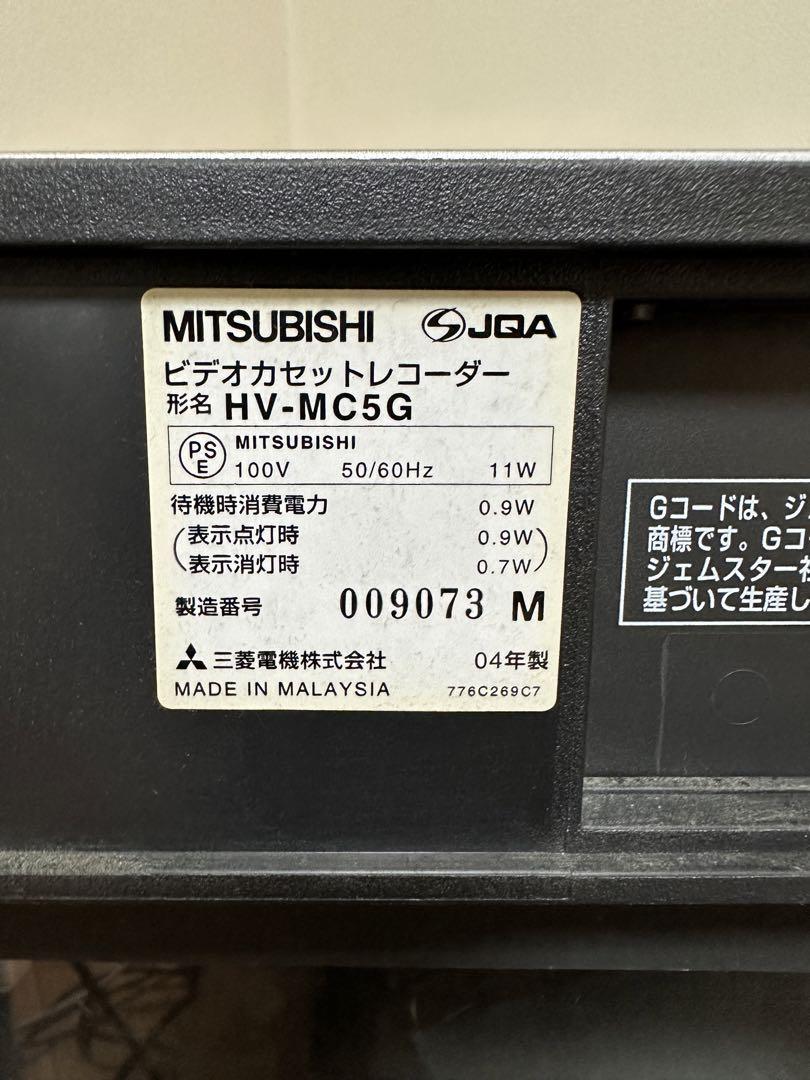 MITSUBISHI JQA
ビデオカセットレコーダー
形名 HV-MC5G
PS E MITSUBISHI
100V 50/60Hz 11W
待機時消費電力 0.9W
(表示点灯時 0.9W
表示消灯時 0.7W)
製造番号 009073 M
三菱電機株式会社 04年製
MADE IN MALAYSIA 776C269C7
Gコードは、ジ
商標です。Gコー
ジェムスター社
基づいて生産し